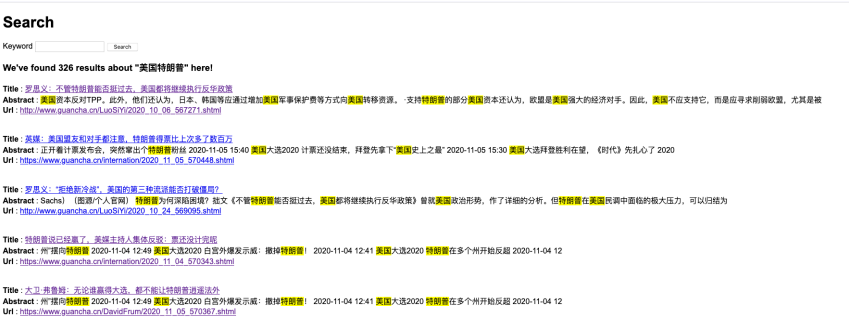 Search
Keyword Search
We've found 326 results about "美国特朗普" here!
Title : 罗思义：不管特朗普能否挺过去，美国都将继续执行反华政策
Abstract : 美国资本反对TPP。此外，他们还认为，日本、韩国等应通过增加美国军事保护费等方式向美国转移资源。 ·支持特朗普的部分美国资本还认为，欧盟是美国强大的经济对手。因此，美国不应支持它，而是应寻求削弱欧盟，尤其是被
Url : http://www.guancha.cn/LuoSiYi/2020_10_06_567271.shtml
Title : 英媒：美国盟友和对手都注意，特朗普得票比上次多了数百万
Abstract : 正开着计票发布会，突然窜出个特朗普粉丝 2020-11-05 15:40 美国大选2020 计票还没结束，拜登先拿下“美国史上之最” 2020-11-05 15:30 美国大选拜登胜利在望，《时代》先扎心了 2020
Url : https://www.guancha.cn/internation/2020_11_05_570448.shtml
Title : 罗思义：“拒绝新冷战”，美国的第三种流派能否打破僵局？
Abstract : Sachs）（图源/个人官网） 特朗普为何深陷困境？拙文《不管特朗普能否挺过去，美国都将继续执行反华政策》曾就美国政治形势，作了详细的分析。但特朗普在美国民调中面临的极大压力，可以归结为
Url : http://www.guancha.cn/LuoSiYi/2020_10_24_569095.shtml
Title : 特朗普说已经赢了，美媒主持人集体反驳：票还没计完呢
Abstract : 州”摆向特朗普 2020-11-04 12:49 美国大选2020 白宫外爆发示威：撤掉特朗普！ 2020-11-04 12:41 美国大选2020 特朗普在多个州开始反超 2020-11-04 12
Url : https://www.guancha.cn/internation/2020_11_04_570343.shtml
Title : 大卫·弗鲁姆：无论谁赢得大选，都不能让特朗普逍遥法外
Abstract : 州”摆向特朗普 2020-11-04 12:49 美国大选2020 白宫外爆发示威：撤掉特朗普！ 2020-11-04 12:41 美国大选2020 特朗普在多个州开始反超 2020-11-04 12
Url : https://www.guancha.cn/DavidFrum/2020_11_05_570367.shtml